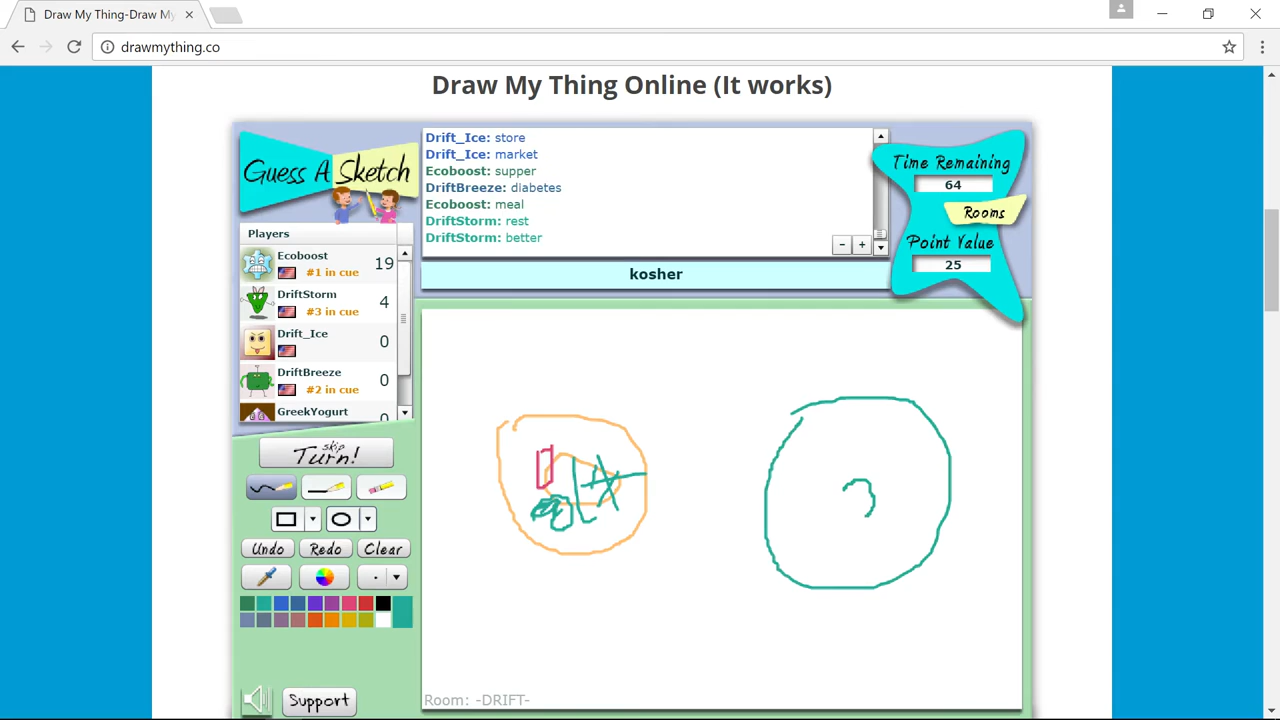 Draw My Thing-Draw My
drawmything.co
Draw My Thing Online (It works)
Guess A Sketch
Drift_Ice: store
Drift_Ice: market
Ecoboost: supper
DriftBreeze: diabetes
Ecoboost: meal
DriftStorm: rest
DriftStorm: better
- +
kosher
Time Remaining
64
Rooms
Point Value
25
Players
Ecoboost 19
#1 in cue
DriftStorm 4
#3 in cue
Drift_Ice 0
DriftBreeze 0
#2 in cue
GreekYogurt 0
skip
Turn!
Undo Redo Clear
Support
Room: -DRIFT-